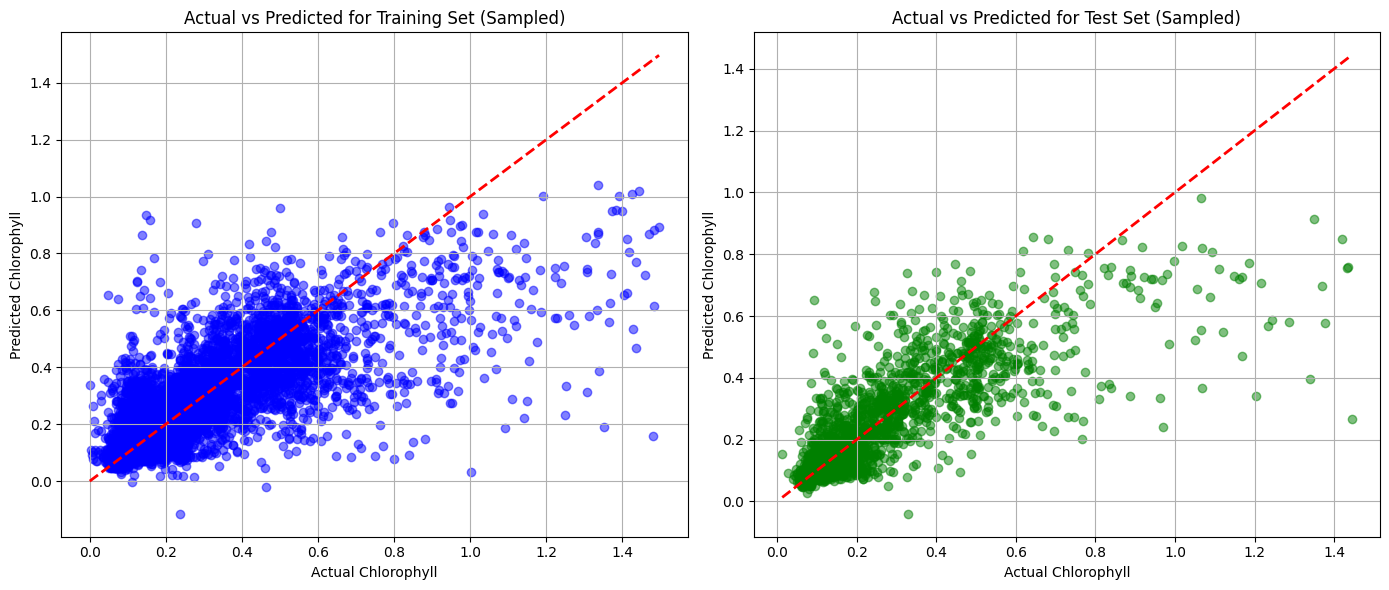 Actual vs Predicted for Training Set (Sampled)
Predicted Chlorophyll
1.4
1.2
1.0
0.8
0.6
0.4
0.2
0.0
0.0 0.2 0.4 0.6 0.8 1.0 1.2 1.4
Actual Chlorophyll
Actual vs Predicted for Test Set (Sampled)
Predicted Chlorophyll
1.4
1.2
1.0
0.8
0.6
0.4
0.2
0.0
0.0 0.2 0.4 0.6 0.8 1.0 1.2 1.4
Actual Chlorophyll